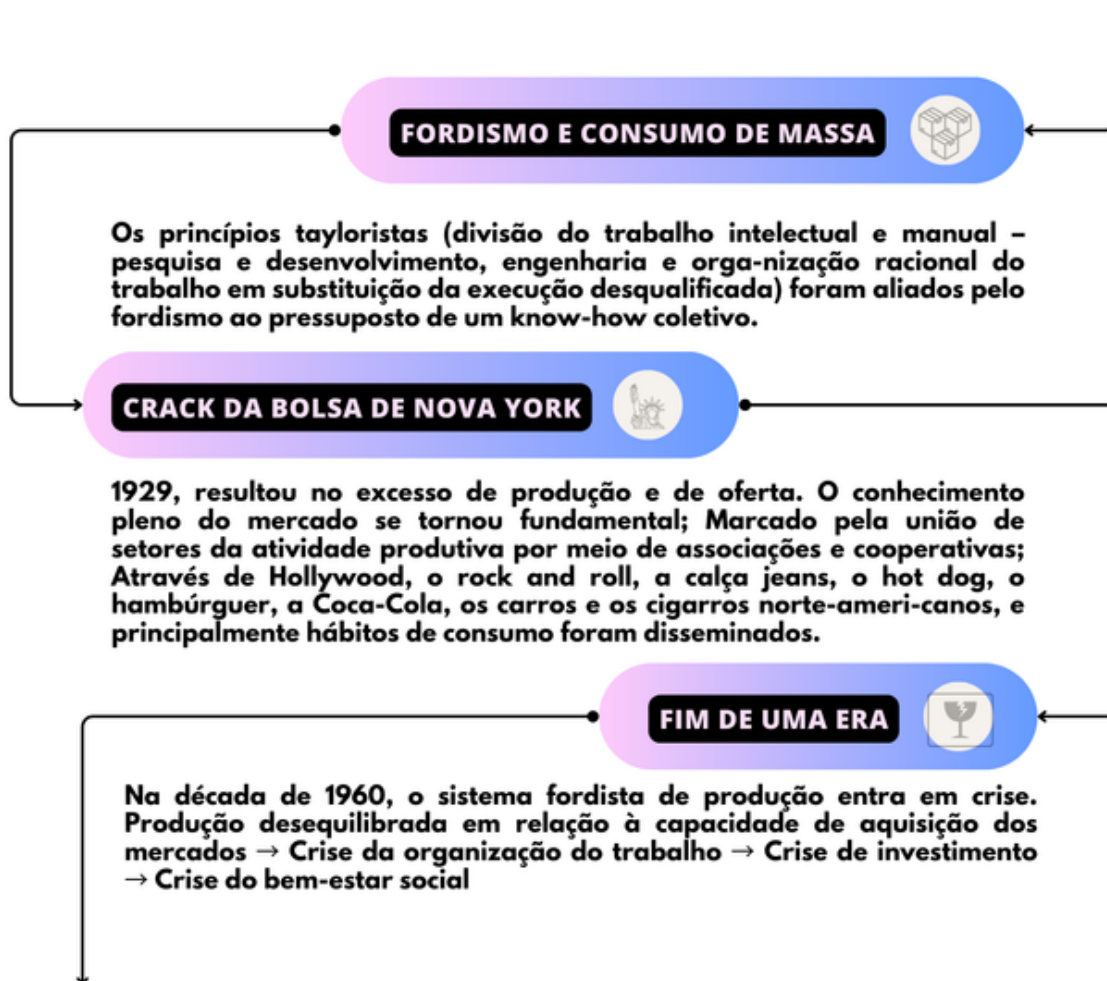 FORDISMO E CONSUMO DE MASSA
Os princípios tayloristas (divisão do trabalho intelectual e manual –
pesquisa e desenvolvimento, engenharia e orga-nização racional do
trabalho em substituição da execução desqualificada) foram aliados pelo
fordismo ao pressuposto de um know-how coletivo.
CRACK DA BOLSA DE NOVA YORK
1929, resultou no excesso de produção e de oferta. O conhecimento
pleno do mercado se tornou fundamental; Marcado pela união de
setores da atividade produtiva por meio de associações e cooperativas;
Através de Hollywood, o rock and roll, a calça jeans, o hot dog, o
hambúrguer, a Coca-Cola, os carros e os cigarros norte-ameri-canos, e
principalmente hábitos de consumo foram disseminados.
FIM DE UMA ERA
Na década de 1960, o sistema fordista de produção entra em crise.
Produção desequilibrada em relação à capacidade de aquisição dos
mercados → Crise da organização do trabalho → Crise de investimento
→ Crise do bem-estar social